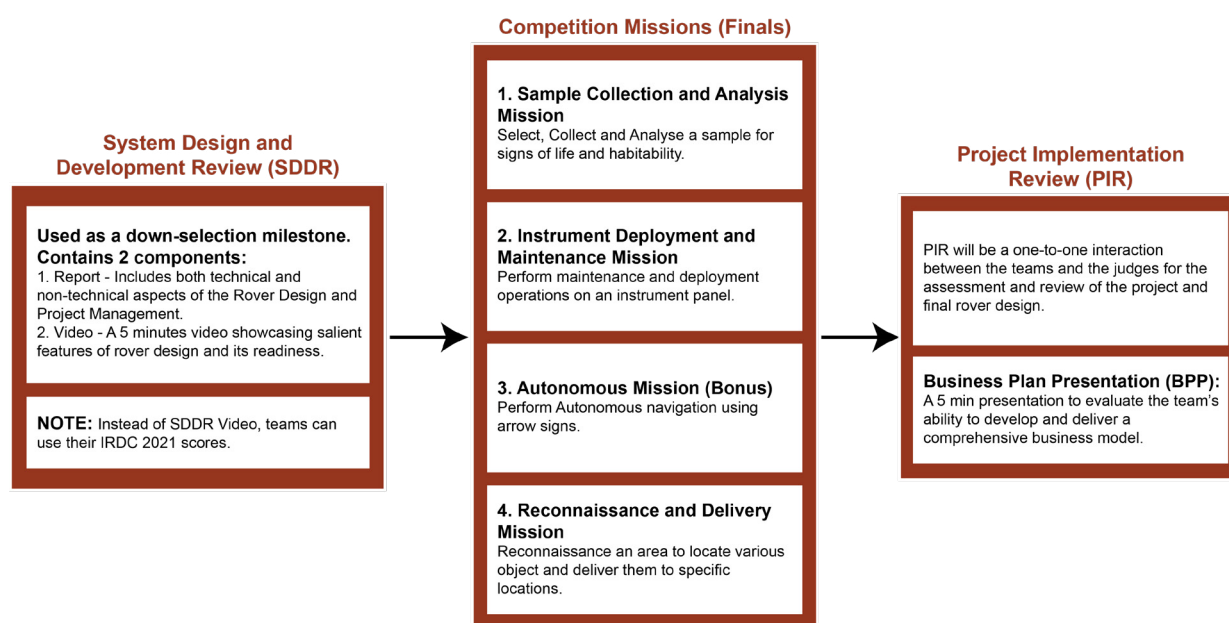 System Design and
Development Review (SDDR)
Used as a down-selection milestone.
Contains 2 components:
1. Report - Includes both technical and
non-technical aspects of the Rover Design and
Project Management.
2. Video - A 5 minutes video showcasing salient
features of rover design and its readiness.
NOTE: Instead of SDDR Video, teams can
use their IRDC 2021 scores.
Competition Missions (Finals)
1. Sample Collection and Analysis
Mission
Select, Collect and Analyse a sample for
signs of life and habitability.
2. Instrument Deployment and
Maintenance Mission
Perform maintenance and deployment
operations on an instrument panel.
3. Autonomous Mission (Bonus)
Perform Autonomous navigation using
arrow signs.
4. Reconnaissance and Delivery
Mission
Reconnaissance an area to locate various
object and deliver them to specific
locations.
Project Implementation
Review (PIR)
PIR will be a one-to-one interaction
between the teams and the judges for the
assessment and review of the project and
final rover design.
Business Plan Presentation (BPP):
A 5 min presentation to evaluate the team's
ability to develop and deliver a
comprehensive business model.